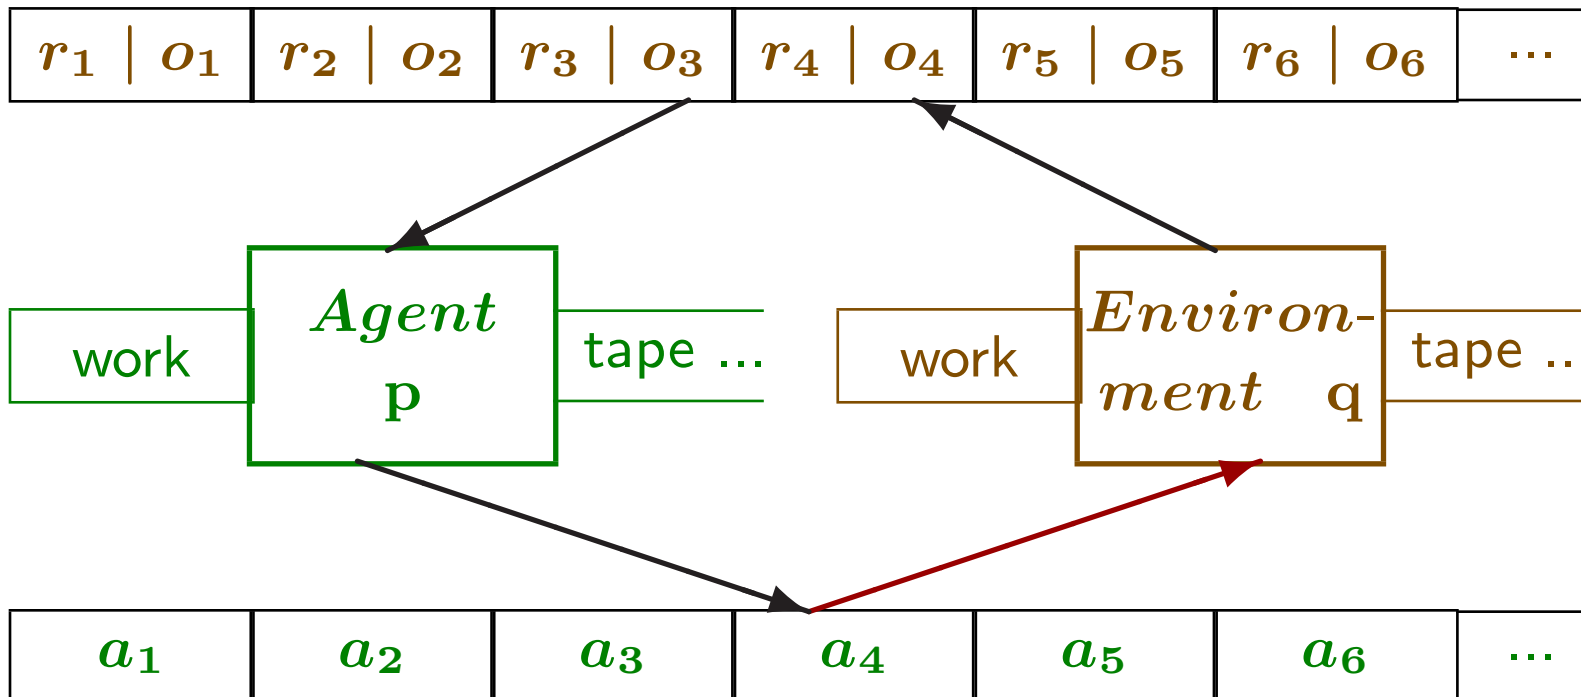 r₁ | o₁ r₂ | o₂ r₃ | o₃ r₄ | o₄ r₅ | o₅ r₆ | o₆ ...
Agent
p
work
tape ...
Environ-
ment q
work
tape ..
a₁ a₂ a₃ a₄ a₅ a₆ ...